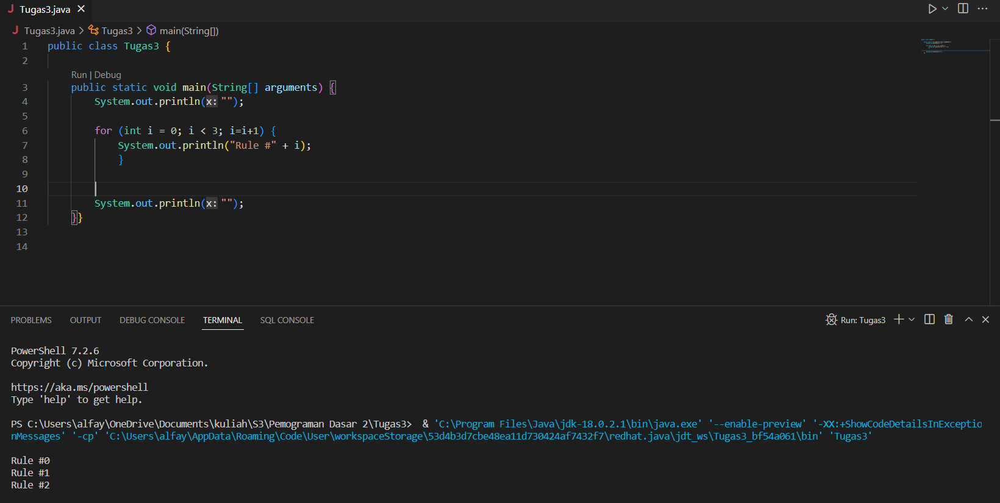 J Tugas3.java ×
J Tugas3.java > Tugas3 > main(String[])
1 public class Tugas3 {
2
Run | Debug
3 public static void main(String[] arguments) {
4 System.out.println(x: "");
5
6 for (int i = 0; i < 3; i=i+1) {
7 System.out.println("Rule #" + i);
8 }
9
10
11 System.out.println(x: "");
12 }}
13
14
PROBLEMS OUTPUT DEBUG CONSOLE TERMINAL SQL CONSOLE Run: Tugas3
PowerShell 7.2.6
Copyright (c) Microsoft Corporation.
https://aka.ms/powershell
Type 'help' to get help.
PS C:\Users\alfay\OneDrive\Documents\kuliah\S3\Pemograman Dasar 2\Tugas3> & 'C:\Program Files\Java\jdk-18.0.2.1\bin\java.exe' '--enable-preview' '-XX:+ShowCodeDetailsInExceptio
nMessages' '-cp' 'C:\Users\alfay\AppData\Roaming\Code\User\workspaceStorage\53d4b3d7cbe48ea11d730424af7432f7\redhat.java\jdt_ws\Tugas3_bf54a061\bin' 'Tugas3'
Rule #0
Rule #1
Rule #2